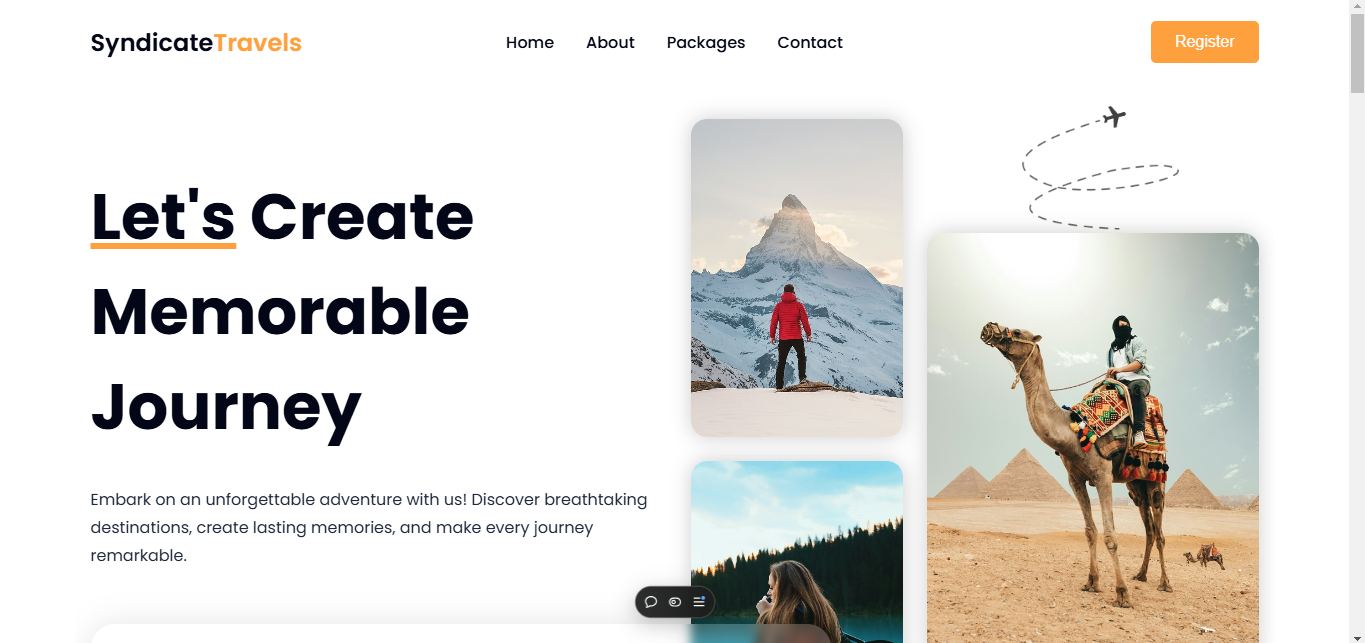 SyndicateTravels
Home
About
Packages
Contact
Register
Let's Create
Memorable
Journey
Embark on an unforgettable adventure with us! Discover breathtaking
destinations, create lasting memories, and make every journey
remarkable.